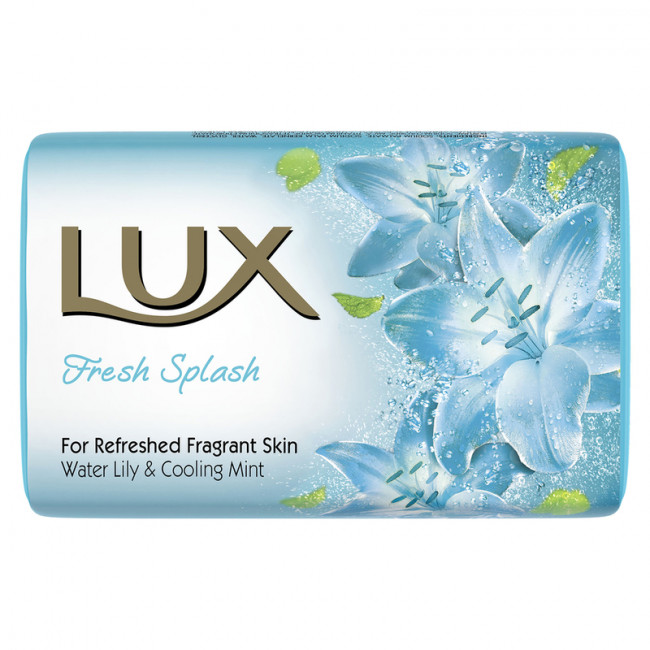 LUX
Fresh Splash
For Refreshed Fragrant Skin
Water Lily & Cooling Mint